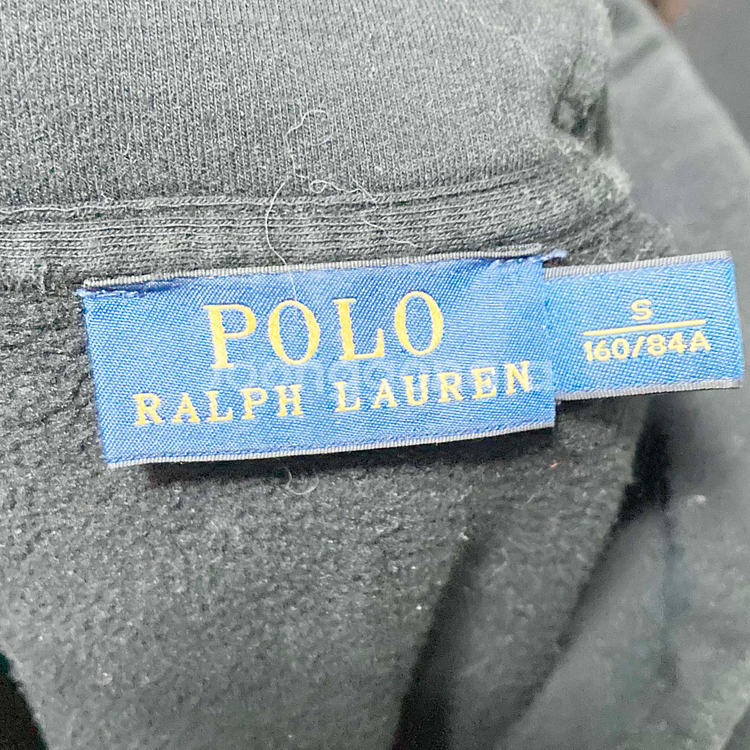 POLO
RALPH LAUREN
S
160/84A